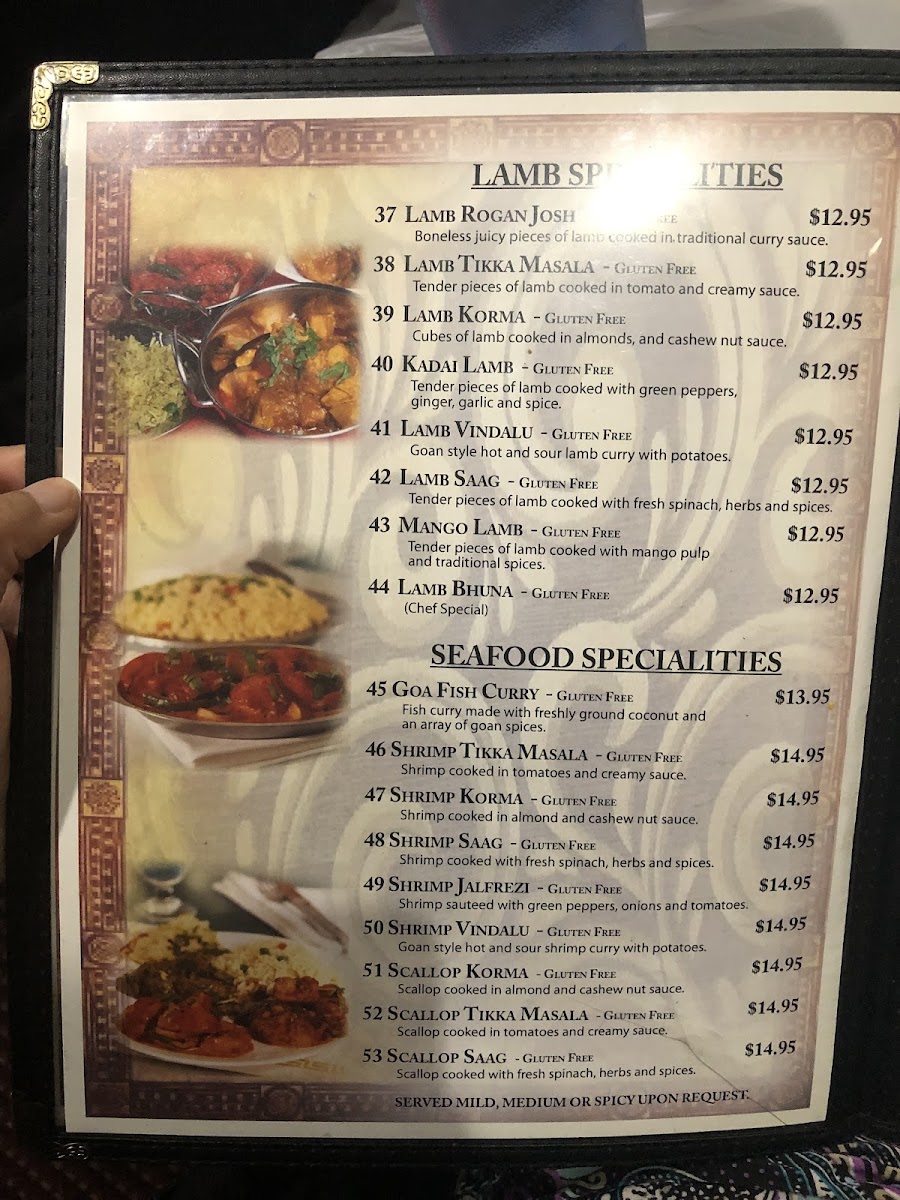 LAMB SP ITIES
37 LAMB ROGAN JOSH FREE $12.95
Boneless juicy pieces of lamb cooked in traditional curry sauce.
38 LAMB TIKKA MASALA - GLUTEN FREE $12.95
Tender pieces of lamb cooked in tomato and creamy sauce.
39 LAMB KORMA - GLUTEN FREE $12.95
Cubes of lamb cooked in almonds, and cashew nut sauce.
40 KADAI LAMB - GLUTEN FREE $12.95
Tender pieces of lamb cooked with green peppers,
ginger, garlic and spice.
41 LAMB VINDALU - GLUTEN FREE $12.95
Goan style hot and sour lamb curry with potatoes.
42 LAMB SAAG - GLUTEN FREE $12.95
Tender pieces of lamb cooked with fresh spinach, herbs and spices.
43 MANGO LAMB - GLUTEN FREE $12.95
Tender pieces of lamb cooked with mango pulp
and traditional spices.
44 LAMB BHUNA - GLUTEN FREE $12.95
(Chef Special)
SEAFOOD SPECIALITIES
45 GOA FISH CURRY - GLUTEN FREE $13.95
Fish curry made with freshly ground coconut and
an array of goan spices.
46 SHRIMP TIKKA MASALA - GLUTEN FREE $14.95
Shrimp cooked in tomatoes and creamy sauce.
47 SHRIMP KORMA - GLUTEN FREE $14.95
Shrimp cooked in almond and cashew nut sauce.
48 SHRIMP SAAG - GLUTEN FREE $14.95
Shrimp cooked with fresh spinach, herbs and spices.
49 SHRIMP JALFREZI - GLUTEN FREE $14.95
Shrimp sauteed with green peppers, onions and tomatoes.
50 SHRIMP VINDALU - GLUTEN FREE $14.95
Goan style hot and sour shrimp curry with potatoes.
51 SCALLOP KORMA - GLUTEN FREE $14.95
Scallop cooked in almond and cashew nut sauce.
52 SCALLOP TIKKA MASALA - GLUTEN FREE $14.95
Scallop cooked in tomatoes and creamy sauce.
53 SCALLOP SAAG - GLUTEN FREE $14.95
Scallop cooked with fresh spinach, herbs and spices.
SERVED MILD, MEDIUM OR SPICY UPON REQUEST.